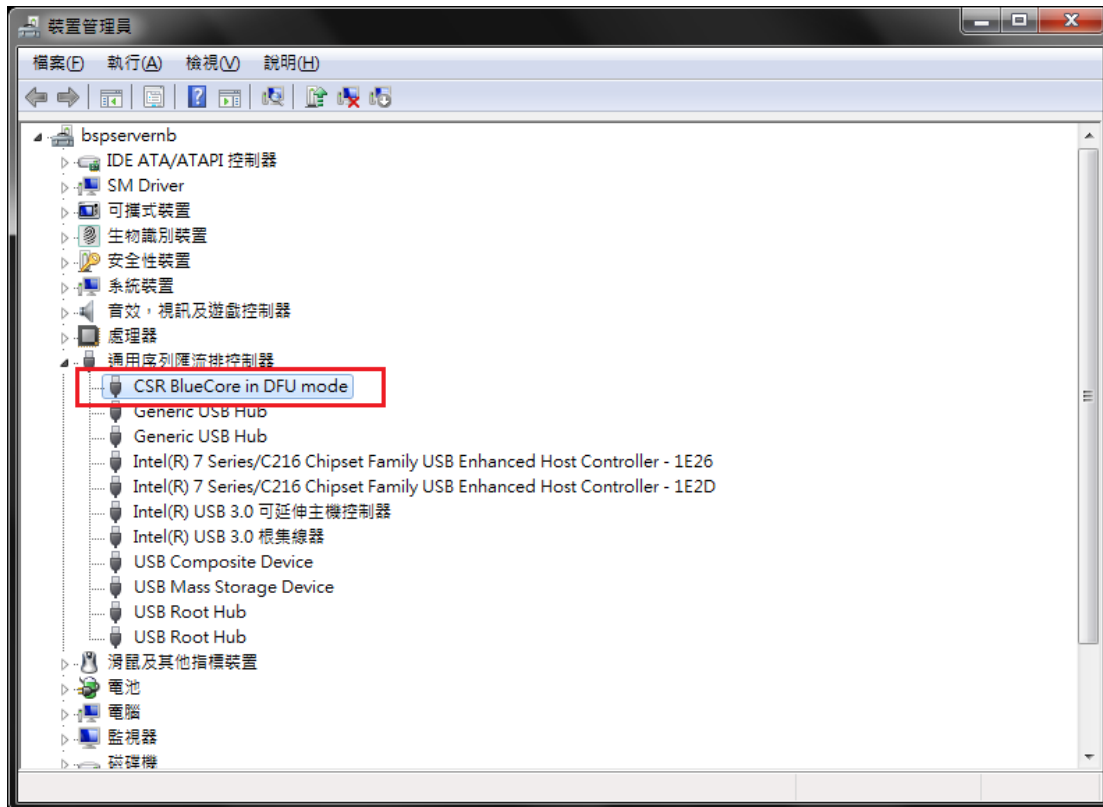 裝置管理員
檔案(F) 執行(A) 檢視(V) 說明(H)
bspservernb
IDE ATA/ATAPI 控制器
SM Driver
可攜式裝置
生物識別裝置
安全性裝置
系統裝置
音效，視訊及遊戲控制器
處理器
通用序列匯流排控制器
CSR BlueCore in DFU mode
Generic USB Hub
Generic USB Hub
Intel(R) 7 Series/C216 Chipset Family USB Enhanced Host Controller - 1E26
Intel(R) 7 Series/C216 Chipset Family USB Enhanced Host Controller - 1E2D
Intel(R) USB 3.0 可延伸主機控制器
Intel(R) USB 3.0 根集線器
USB Composite Device
USB Mass Storage Device
USB Root Hub
USB Root Hub
滑鼠及其他指標裝置
電池
電腦
監視器
磁碟機